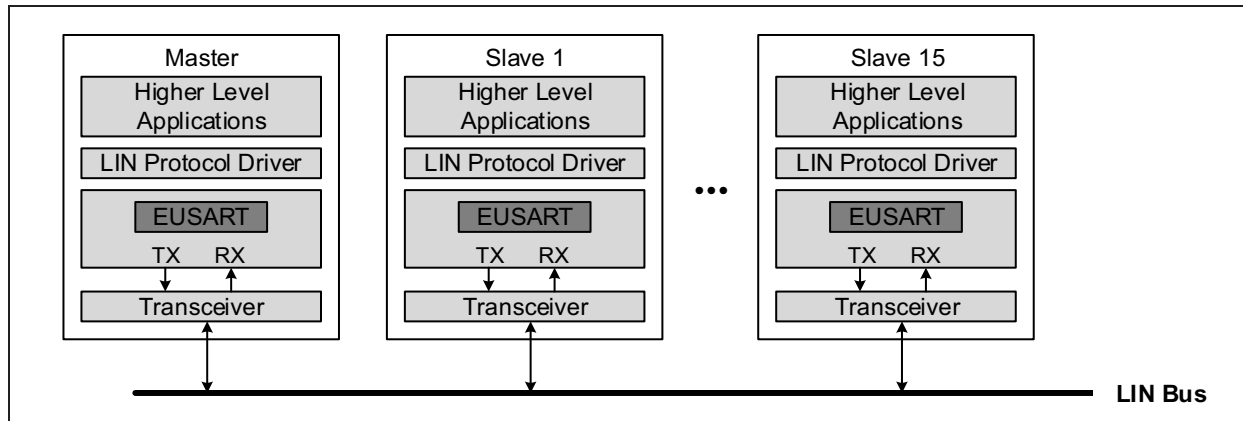 Master
Higher Level
Applications
LIN Protocol Driver
EUSART
TX RX
Transceiver
Slave 1
Higher Level
Applications
LIN Protocol Driver
EUSART
TX RX
Transceiver
...
Slave 15
Higher Level
Applications
LIN Protocol Driver
EUSART
TX RX
Transceiver
LIN Bus